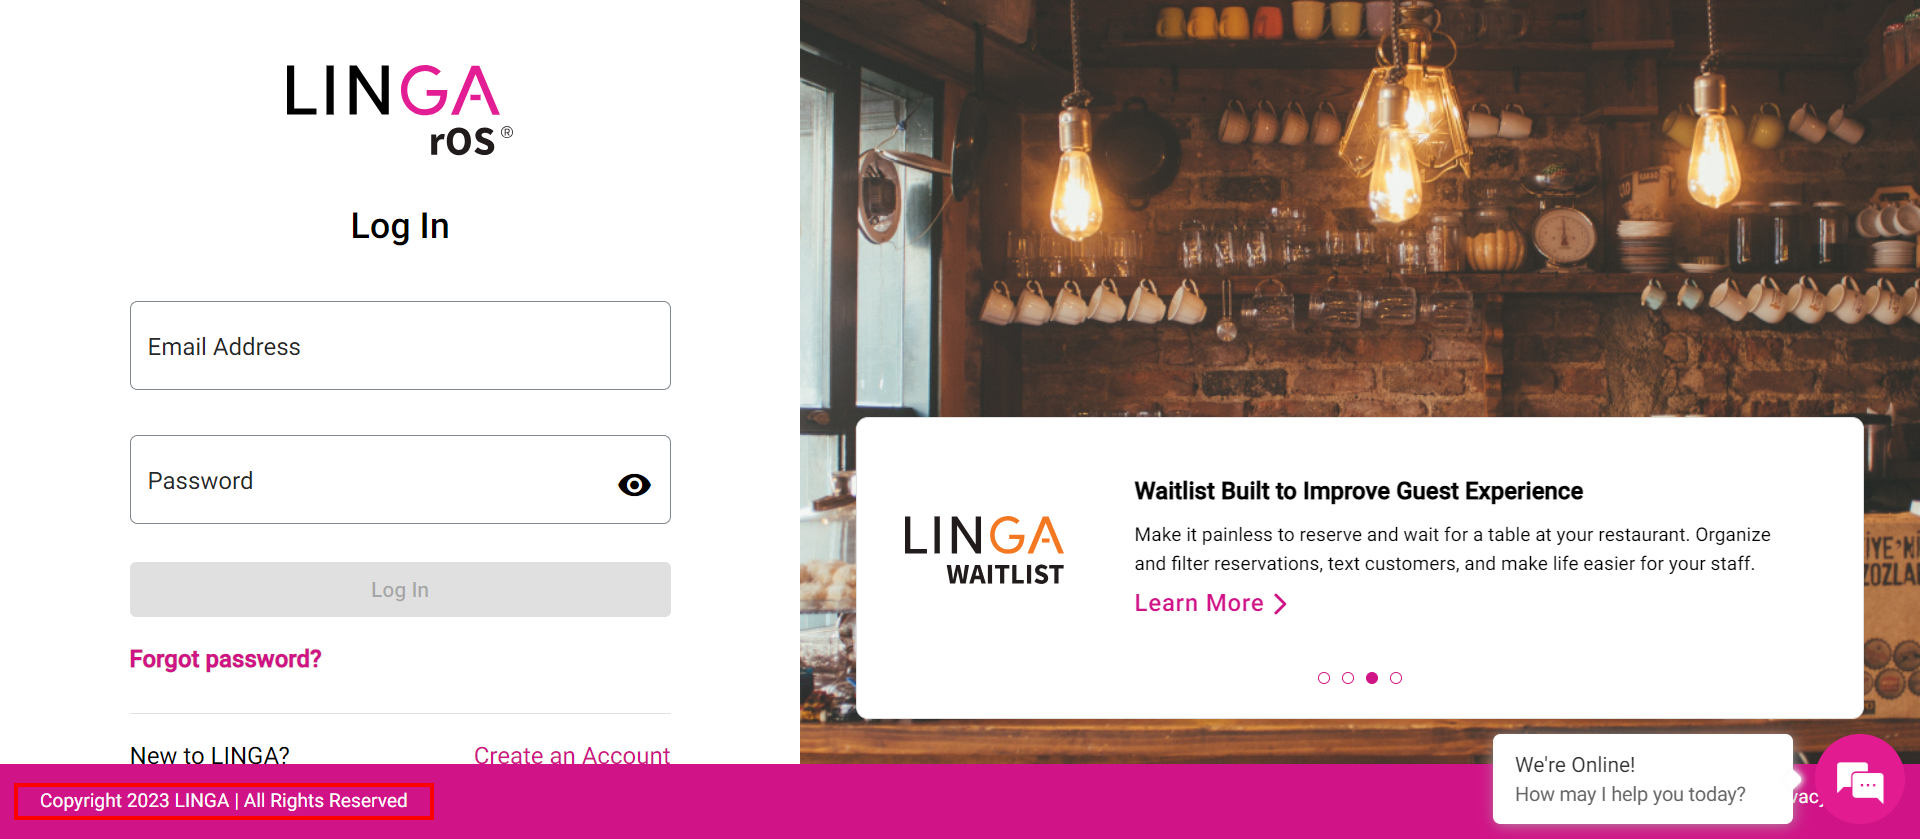 LINGA
rOS®
Log In
Email Address
Password
Log In
Forgot password?
New to LINGA?
Create an Account
Copyright 2023 LINGA | All Rights Reserved
LINGA
WAITLIST
Waitlist Built to Improve Guest Experience
Make it painless to reserve and wait for a table at your restaurant. Organize
and filter reservations, text customers, and make life easier for your staff.
Learn More
We're Online!
How may I help you today?